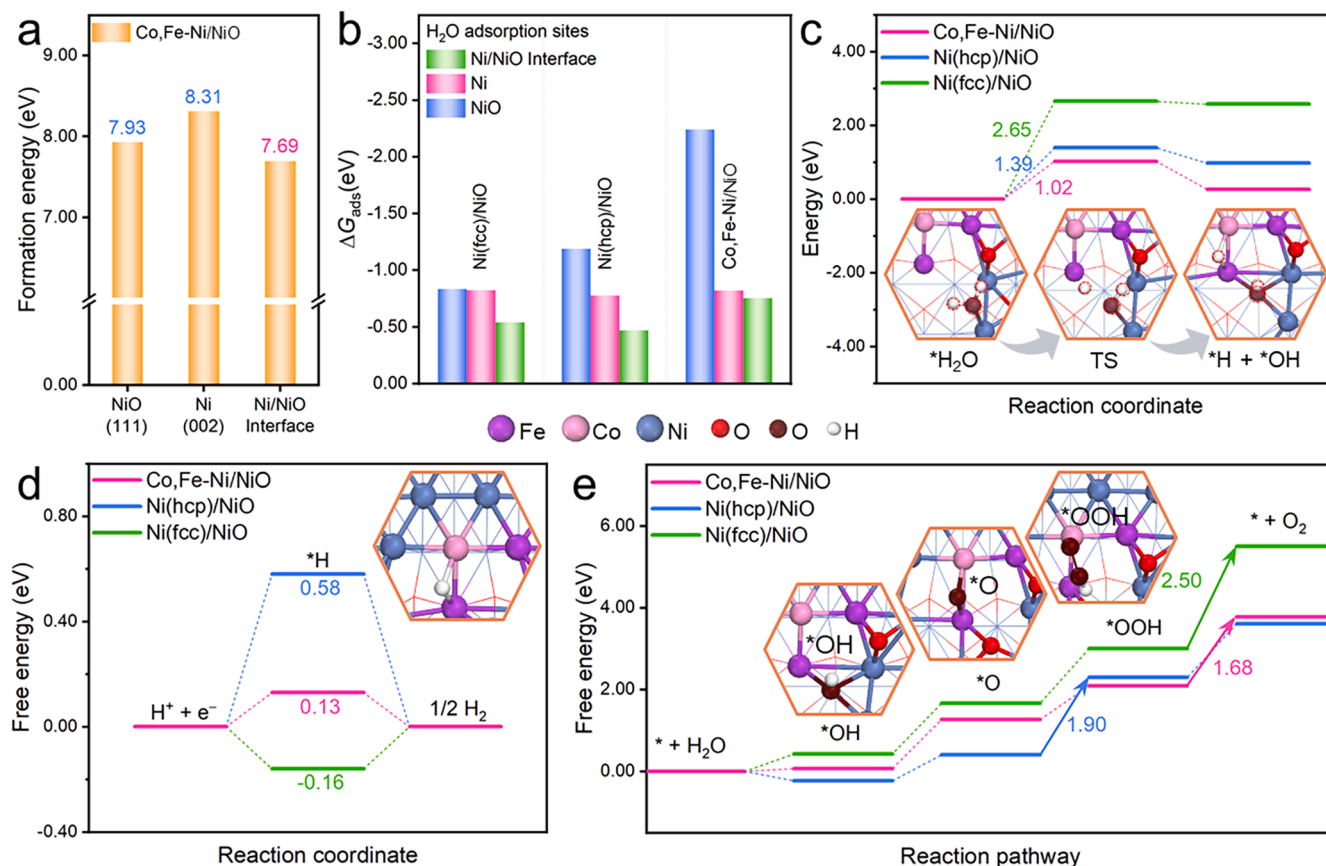 a
Co,Fe-Ni/NiO
9.00
8.00
7.00
0.00
Formation energy (eV)
7.93
8.31
7.69
NiO
(111)
Ni
(002)
Ni/NiO
Interface
b
H₂O adsorption sites
Ni/NiO Interface
Ni
NiO
-3.00
-2.50
-2.00
-1.50
-1.00
-0.50
0.00
ΔG_ads(eV)
Ni(fcc)/NiO
Ni(hcp)/NiO
Co,Fe-Ni/NiO
c
Co,Fe-Ni/NiO
Ni(hcp)/NiO
Ni(fcc)/NiO
4.00
2.00
0.00
-2.00
-4.00
Energy (eV)
2.65
1.39
1.02
*H₂O
TS
*H + *OH
Reaction coordinate
Fe
Co
Ni
O
O
H
d
Co,Fe-Ni/NiO
Ni(hcp)/NiO
Ni(fcc)/NiO
0.80
0.40
0.00
-0.40
Free energy (eV)
*H
0.58
H⁺ + e⁻
0.13
1/2 H₂
-0.16
Reaction coordinate
e
Co,Fe-Ni/NiO
Ni(hcp)/NiO
Ni(fcc)/NiO
6.00
4.00
2.00
0.00
Free energy (eV)
* + H₂O
*OH
*OH
*O
*O
*OOH
*OOH
* + O₂
2.50
1.90
1.68
Reaction pathway